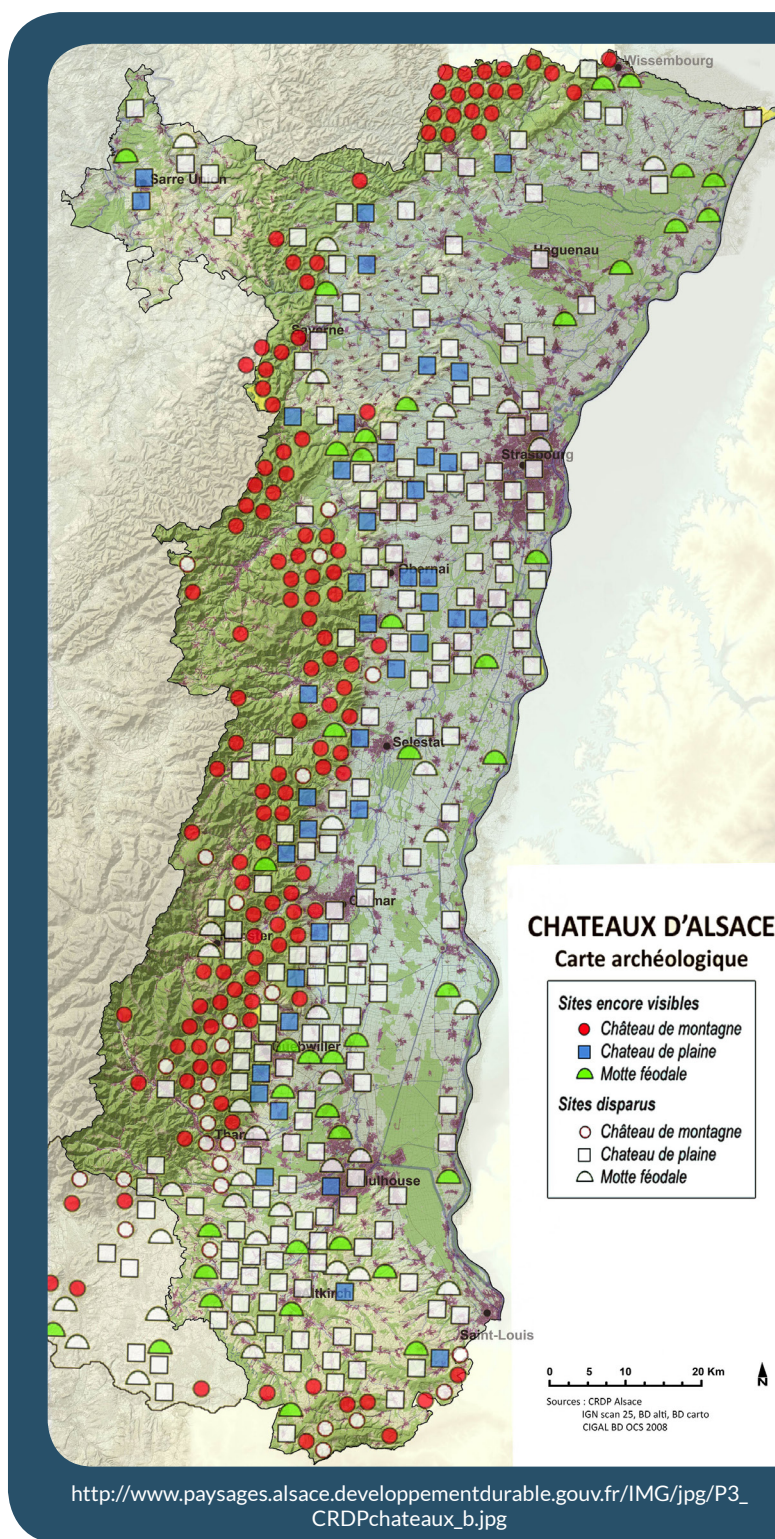 Wissembourg
Sarre Union
Haguenau
Saverne
Strasbourg
Obernai
Selestat
Colmar
CHATEAUX D'ALSACE
Carte archéologique
Sites encore visibles
Château de montagne
Chateau de plaine
Motte féodale
Sites disparus
Château de montagne
Chateau de plaine
Motte féodale
Altkirch
Saint-Louis
0 5 10 20 Km
N
Sources : CRDP Alsace
IGN scan 25, BD alti, BD carto
CIGAL BD OCS 2008
http://www.paysages.alsace.developpementdurable.gouv.fr/IMG/jpg/P3_
CRDPchateaux_b.jpg